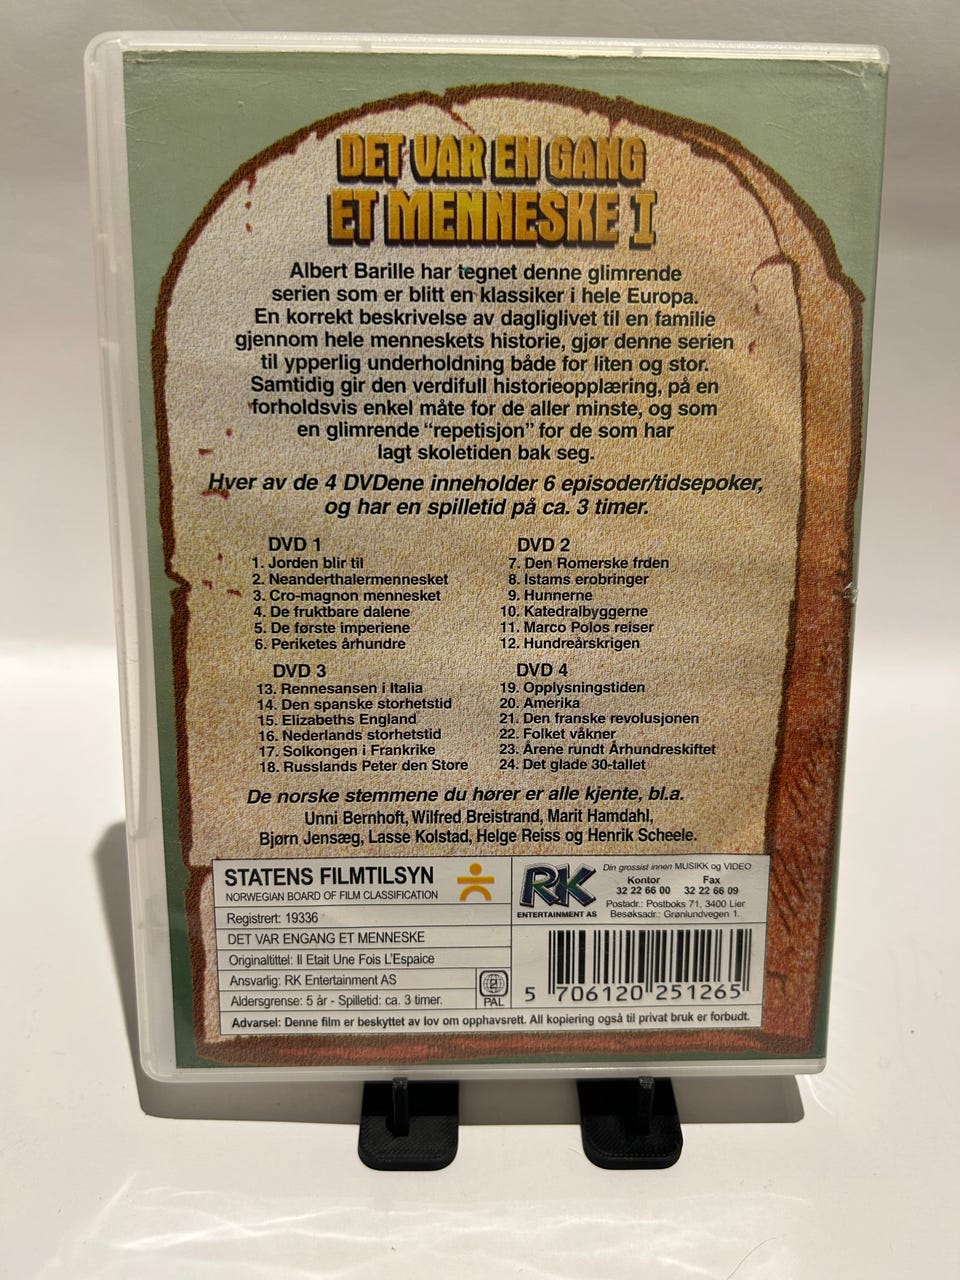 DET VAR EN GANG
ET MENNESKE I
Albert Barille har tegnet denne glimrende
serien som er blitt en klassiker i hele Europa.
En korrekt beskrivelse av dagliglivet til en familie
gjennom hele menneskets historie, gjør denne serien
til ypperlig underholdning både for liten og stor.
Samtidig gir den verdifull historieopplæring, på en
forholdsvis enkel måte for de aller minste, og som
en glimrende “repetisjon” for de som har
lagt skoletiden bak seg.
Hver av de 4 DVDene inneholder 6 episoder/tidsepoker,
og har en spilletid på ca. 3 timer.
DVD 1
1. Jorden blir til
2. Neanderthalermennesket
3. Cro-magnon mennesket
4. De fruktbare dalene
5. De første imperiene
6. Periketes århundre
DVD 2
7. Den Romerske frden
8. Istams erobringer
9. Hunnerne
10. Katedralbyggerne
11. Marco Polos reiser
12. Hundreårskrigen
DVD 3
13. Rennesansen i Italia
14. Den spanske storhetstid
15. Elizabeths England
16. Nederlands storhetstid
17. Solkongen i Frankrike
18. Russlands Peter den Store
DVD 4
19. Opplysningstiden
20. Amerika
21. Den franske revolusjonen
22. Folket våkner
23. Årene rundt Århundreskiftet
24. Det glade 30-tallet
De norske stemmene du hører er alle kjente, bl.a.
Unni Bernhoft, Wilfred Breistrand, Marit Hamdahl,
Bjørn Jensæg, Lasse Kolstad, Helge Reiss og Henrik Scheele.
STATENS FILMTILSYN
NORWEGIAN BOARD OF FILM CLASSIFICATION
Registrert: 19336
DET VAR ENGANG ET MENNESKE
Originaltittel: Il Etait Une Fois L'Espaice
Ansvarlig: RK Entertainment AS
Aldersgrense: 5 år - Spilletid: ca. 3 timer.
2
PAL
RK
ENTERTAINMENT AS
Din grossist innen MUSIKK og VIDEO
Kontor Fax
32 22 66 00 32 22 66 09
Postadr.: Postboks 71, 3400 Lier
Besøksadr.: Grønlundvegen 1.
5 706120 251265
Advarsel: Denne film er beskyttet av lov om opphavsrett. All kopiering også til privat bruk er forbudt.